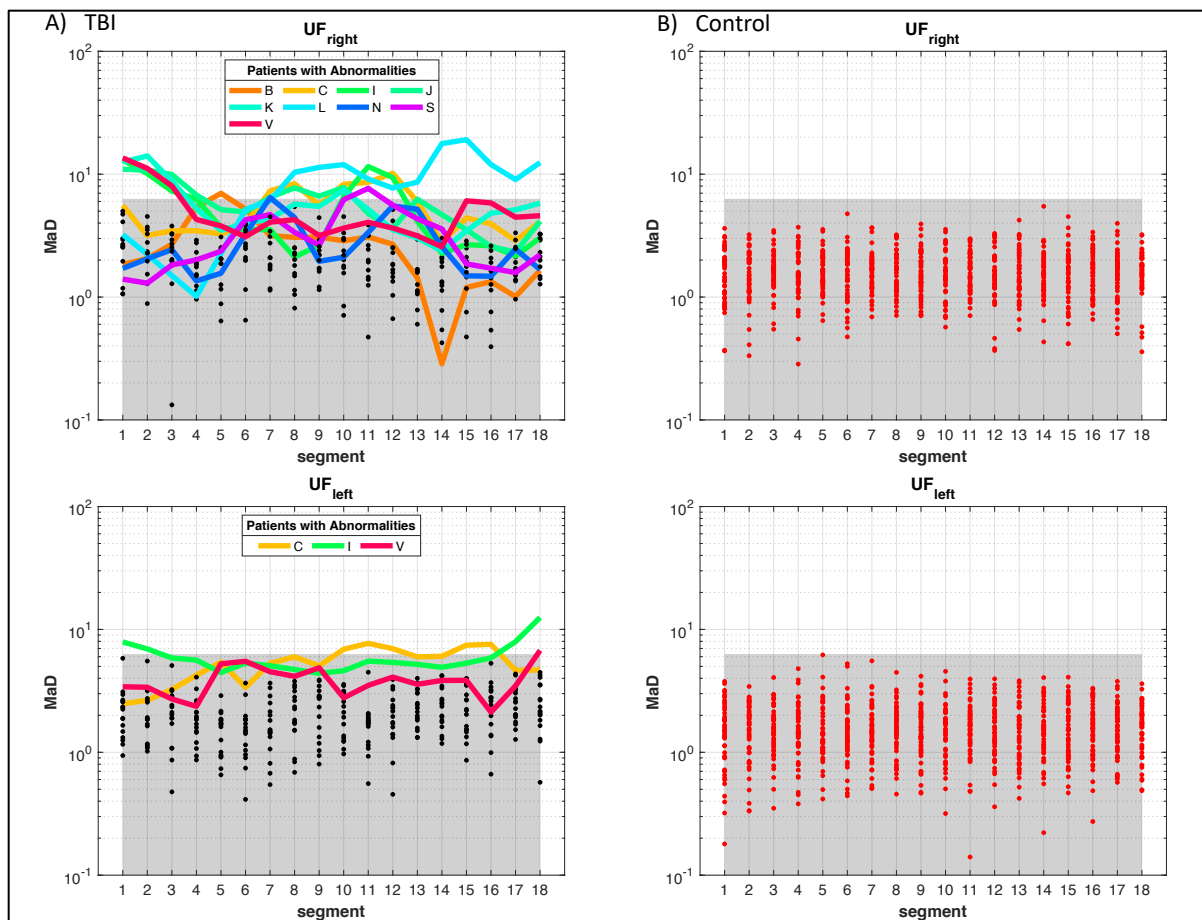 A) TBI
B) Control
UF_right
10^2
10^1
10^0
10^-1
MaD
Patients with Abnormalities
B C I J
K L N S
V
1 2 3 4 5 6 7 8 9 10 11 12 13 14 15 16 17 18
segment
UF_right
10^2
10^1
10^0
10^-1
MaD
1 2 3 4 5 6 7 8 9 10 11 12 13 14 15 16 17 18
segment
UF_left
10^2
10^1
10^0
10^-1
MaD
Patients with Abnormalities
C I V
1 2 3 4 5 6 7 8 9 10 11 12 13 14 15 16 17 18
segment
UF_left
10^2
10^1
10^0
10^-1
MaD
1 2 3 4 5 6 7 8 9 10 11 12 13 14 15 16 17 18
segment